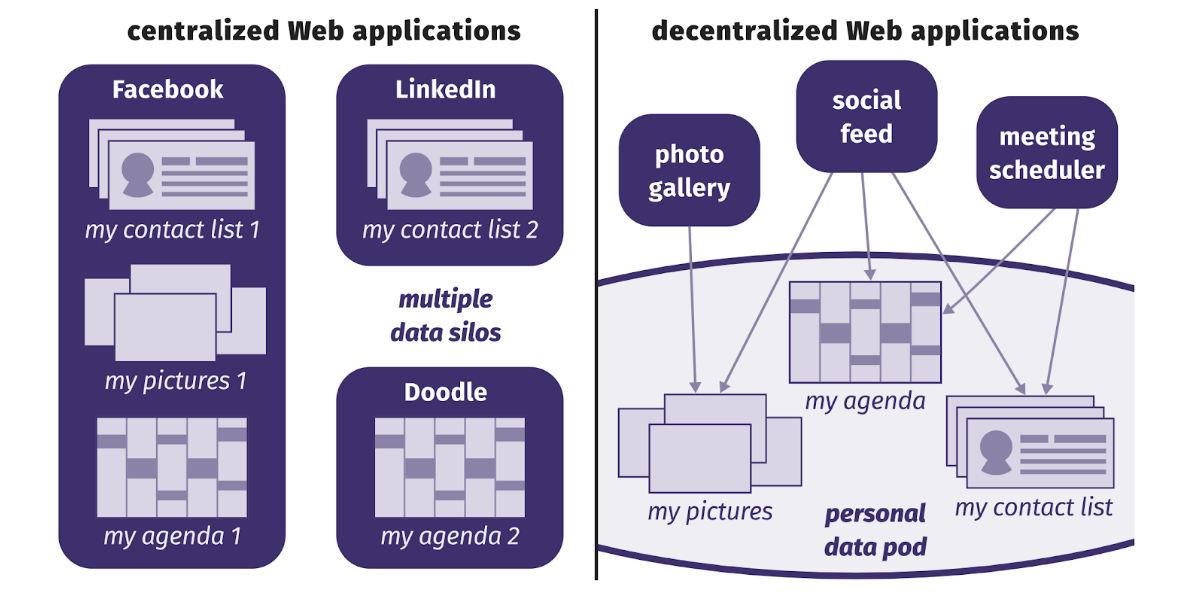 centralized Web applications
Facebook
my contact list 1
my pictures 1
my agenda 1
LinkedIn
my contact list 2
multiple
data silos
Doodle
my agenda 2
decentralized Web applications
photo
gallery
social
feed
meeting
scheduler
my agenda
my pictures
my contact list
personal
data pod